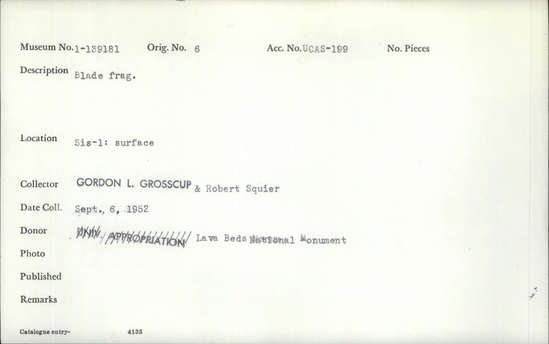 Museum No. 1-139181 Orig. No. 6 Acc. No. UCAS-199 No. Pieces
Description Blade frag.
Location Sis-1: surface
Collector GORDON L. GROSSCUP & Robert Squier
Date Coll. Sept. 6, 1952
Donor UNIV. APPROPRIATION Lava Beds National Monument
Photo
Published
Remarks
Catalogue entry- 4135